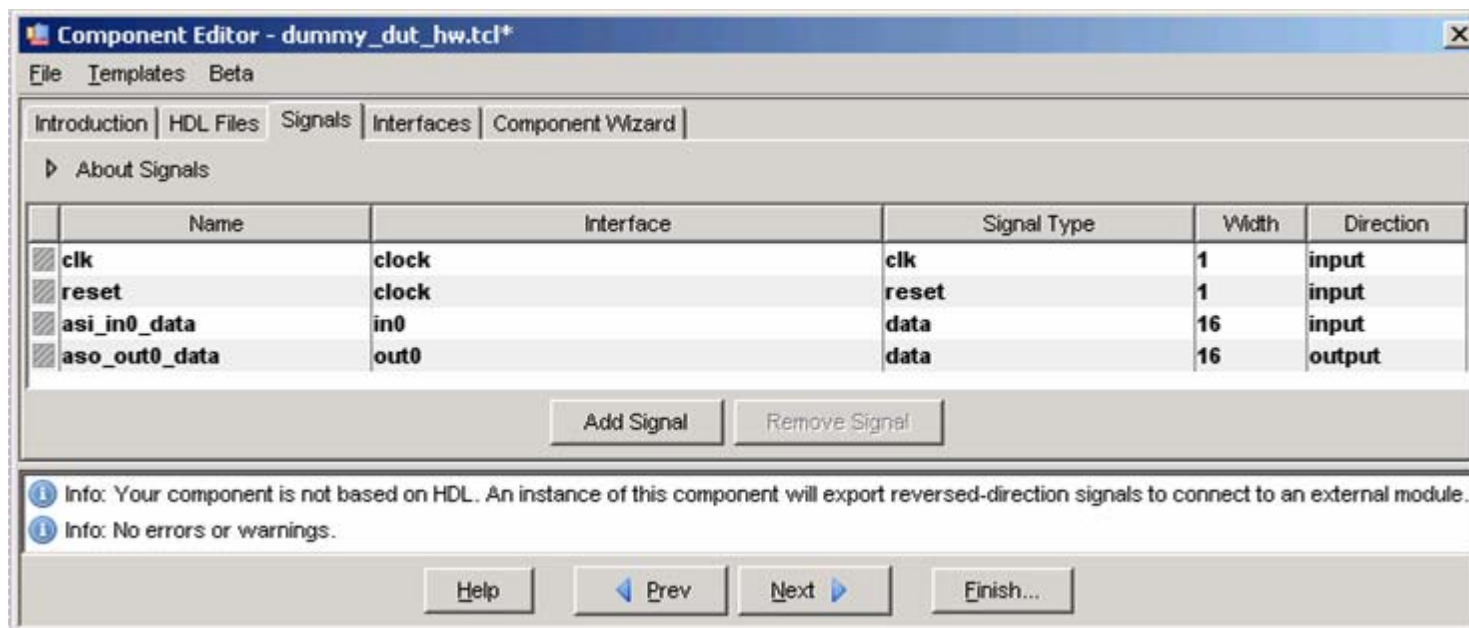 Component Editor - dummy_dut_hw.tcl*
File Templates Beta
Introduction HDL Files Signals Interfaces Component Wizard
About Signals
Name Interface Signal Type Width Direction
clk clock clk 1 input
reset clock reset 1 input
asi_in0_data in0 data 16 input
aso_out0_data out0 data 16 output
Add Signal Remove Signal
Info: Your component is not based on HDL. An instance of this component will export reversed-direction signals to connect to an external module.
Info: No errors or warnings.
Help Prev Next Finish...